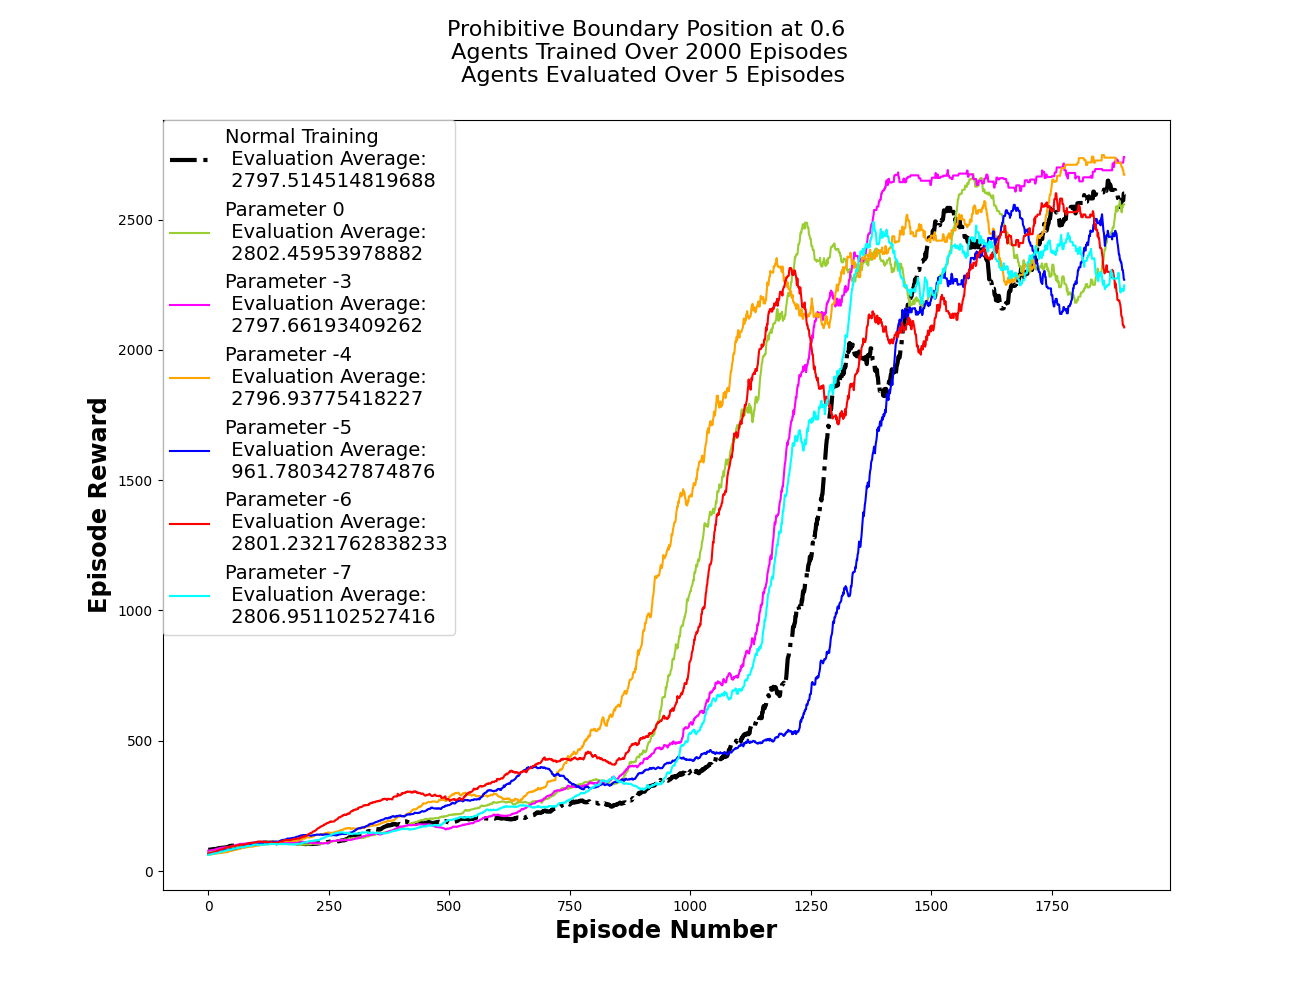 Prohibitive Boundary Position at 0.6
Agents Trained Over 2000 Episodes
Agents Evaluated Over 5 Episodes
Normal Training
Evaluation Average:
2797.514514819688
Parameter 0
Evaluation Average:
2802.45953978882
Parameter -3
Evaluation Average:
2797.66193409262
Parameter -4
Evaluation Average:
2796.93775418227
Parameter -5
Evaluation Average:
961.7803427874876
Parameter -6
Evaluation Average:
2801.2321762838233
Parameter -7
Evaluation Average:
2806.951102527416
Episode Reward
2500
2000
1500
1000
500
0
0
250
500
750
1000
1250
1500
1750
Episode Number